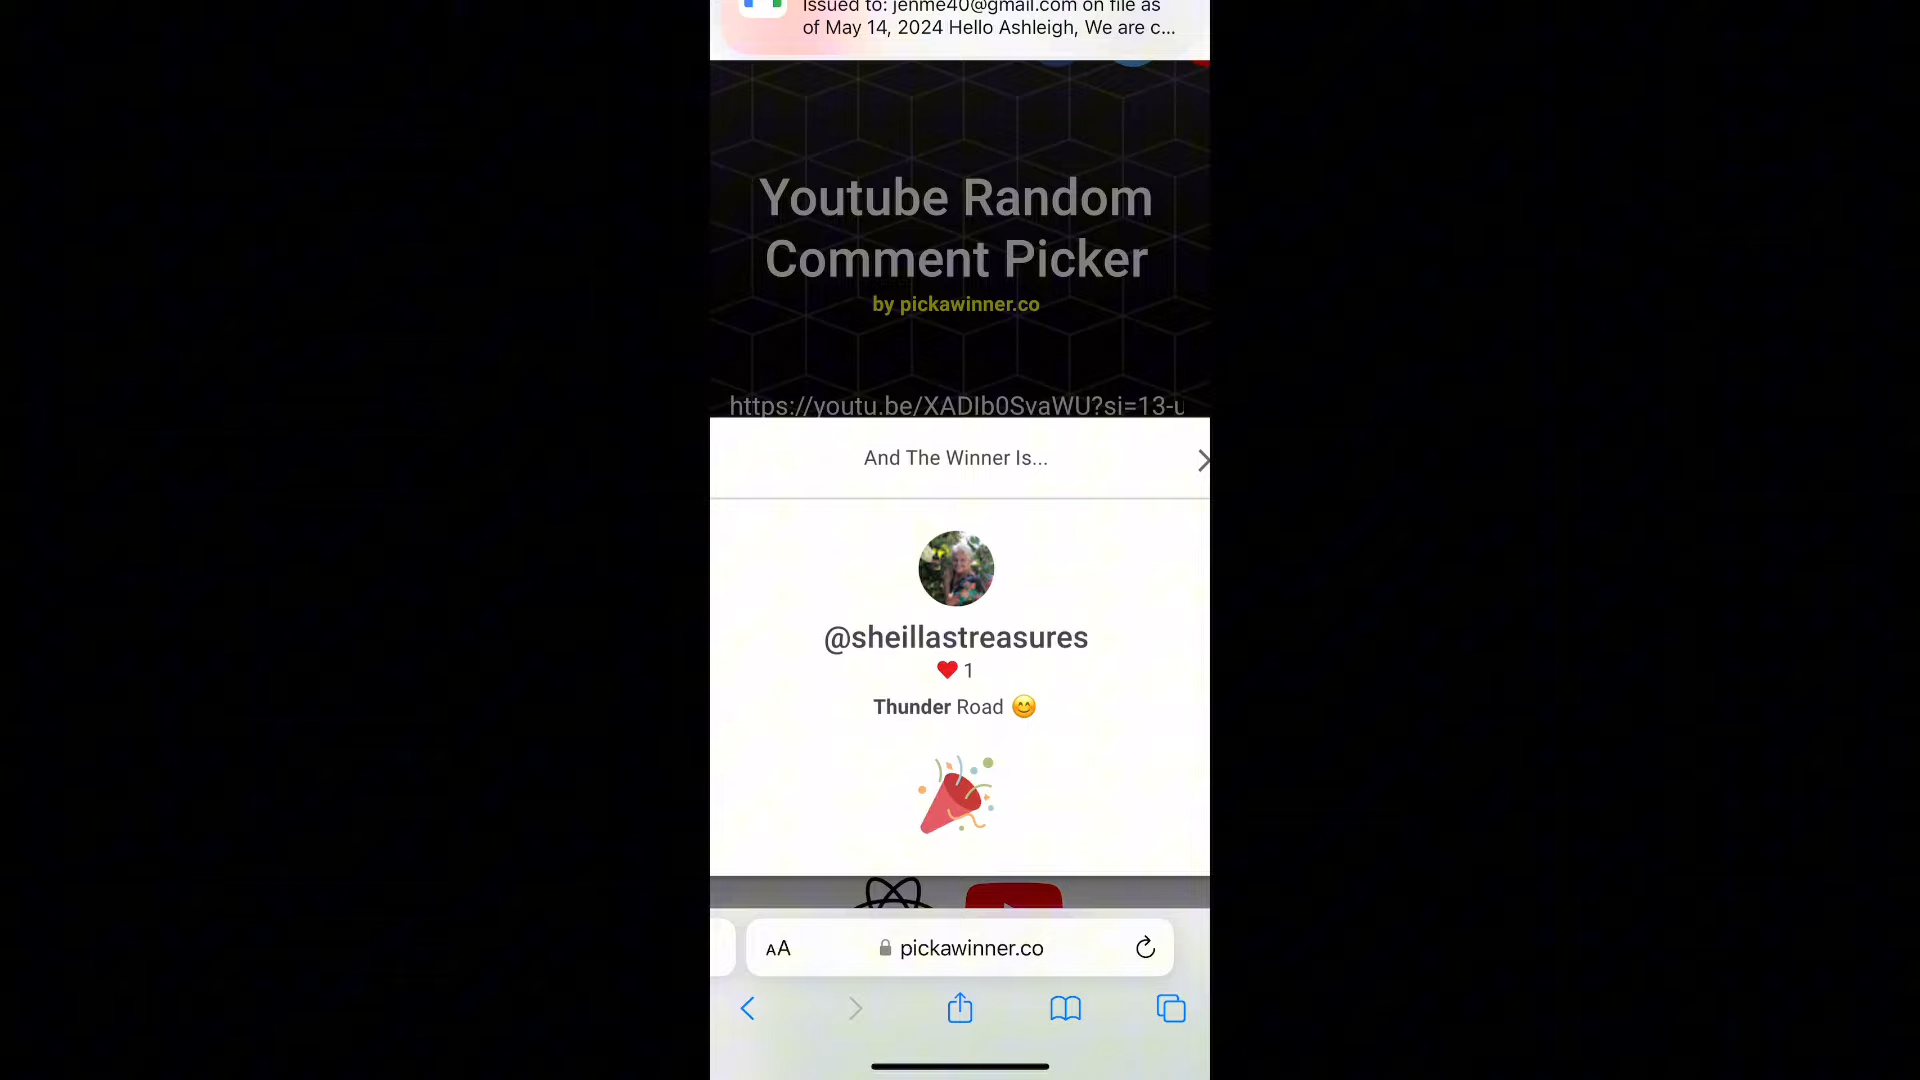 Issued to: jenme40@gmail.com on file as
of May 14, 2024 Hello Ashleigh, We are c...
Youtube Random
Comment Picker
by pickawinner.co
https://youtu.be/XADIb0SvaWU?si=13-u
And The Winner Is...
@sheillastreasures
1
Thunder Road 😊
AA
pickawinner.co